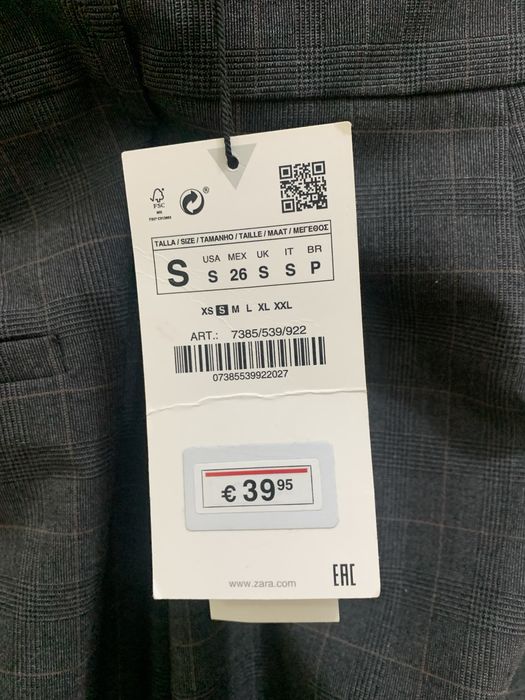 FSC
®
TALLA / SIZE / TAMANHO / TAILLE / MAAT / ΜΕΓΕΘΟΣ
S USA MEX UK IT BR
S 26 S S P
XS S M L XL XXL
ART.: 7385/539/922
07385539922027
€ 39 95
www.zara.com
EAC